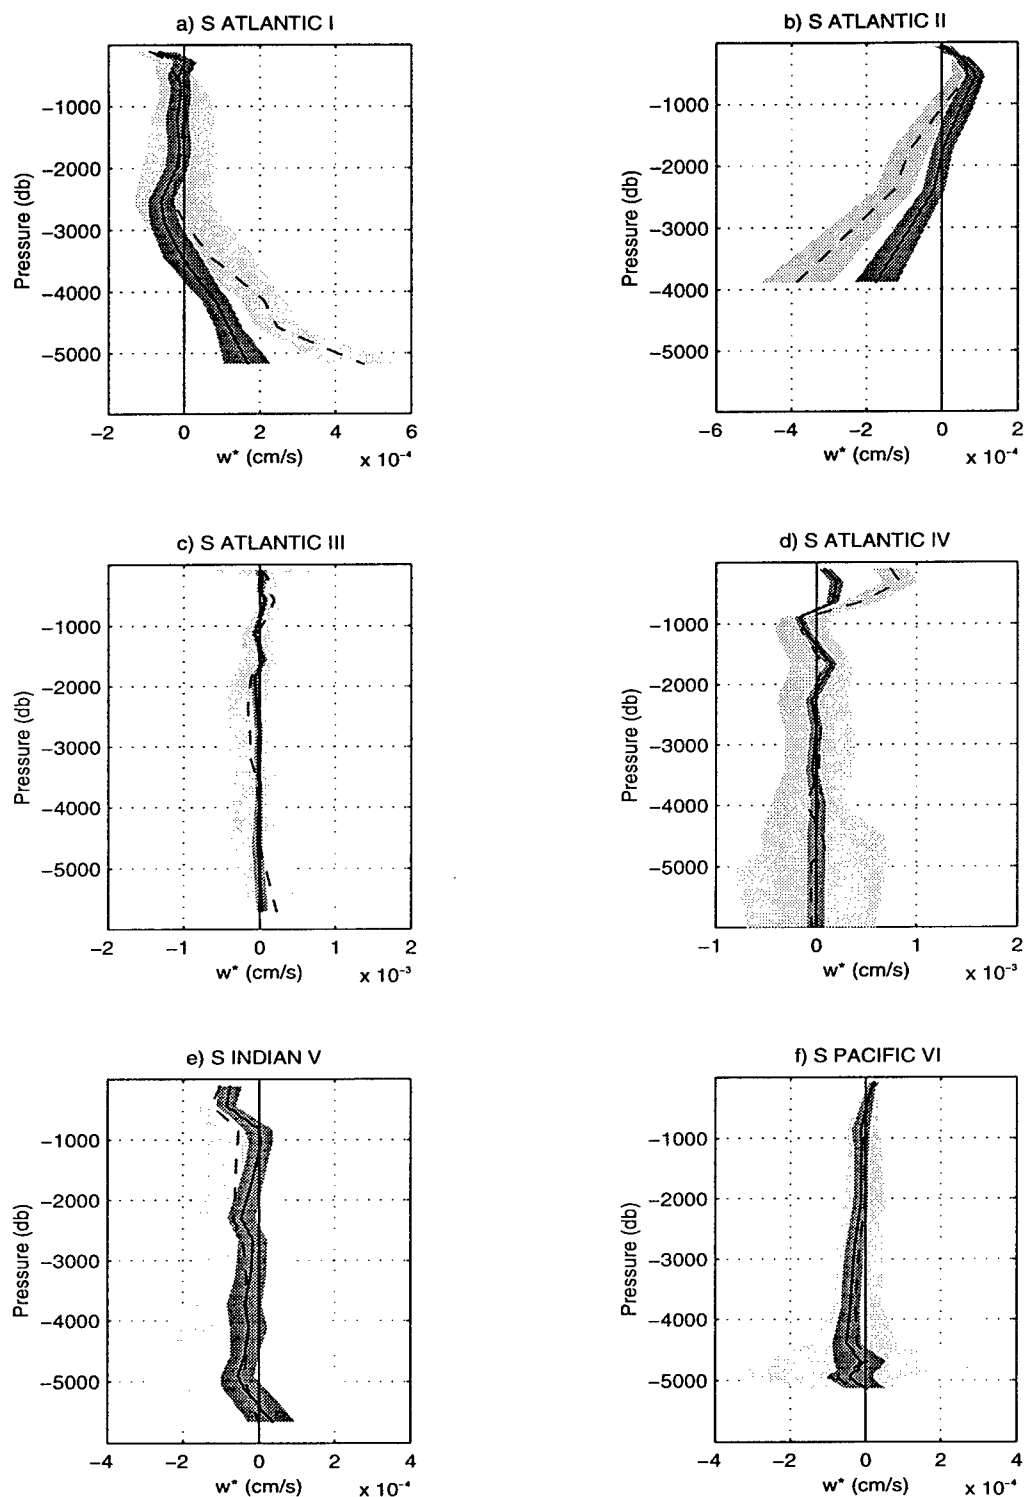 a) S ATLANTIC I
Pressure (db)
−1000
−2000
−3000
−4000
−5000
−2 0 2 4 6
w* (cm/s)
x 10⁻⁴
b) S ATLANTIC II
Pressure (db)
−1000
−2000
−3000
−4000
−5000
−6 −4 −2 0 2
w* (cm/s)
x 10⁻⁴
c) S ATLANTIC III
Pressure (db)
−1000
−2000
−3000
−4000
−5000
−2 −1 0 1 2
w* (cm/s)
x 10⁻³
d) S ATLANTIC IV
Pressure (db)
−1000
−2000
−3000
−4000
−5000
−1 0 1 2
w* (cm/s)
x 10⁻³
e) S INDIAN V
Pressure (db)
−1000
−2000
−3000
−4000
−5000
−4 −2 0 2 4
w* (cm/s)
x 10⁻⁴
f) S PACIFIC VI
Pressure (db)
−1000
−2000
−3000
−4000
−5000
−4 −2 0 2 4
w* (cm/s)
x 10⁻⁴